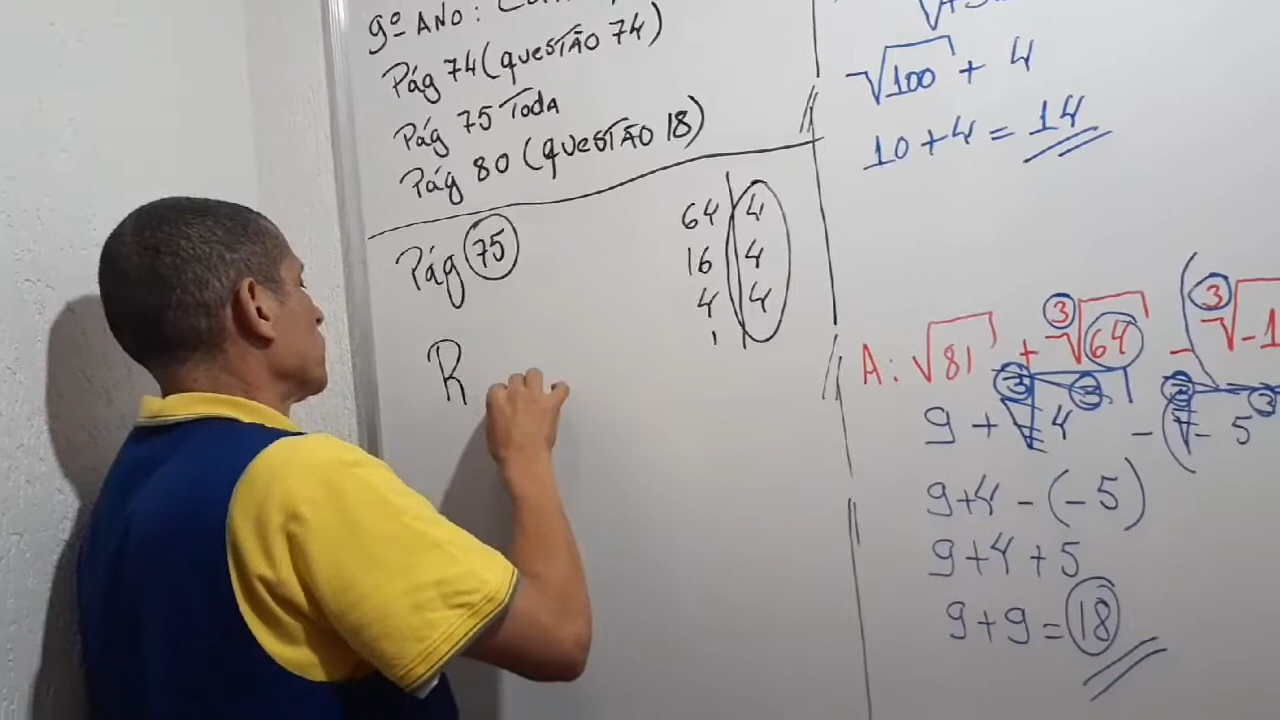 9º ANO:
Pág 74 (questão 74)
Pág 75 Toda
Pág 80 (questão 18)
Pág 75
R
64 | 4
16 | 4
4 | 4
1
√100 + 4
10 + 4 = 14
A: √81 + ³√64 - ³√-1
9 + 4 - (- 5
9+4 - (-5)
9+4+5
9+9 = 18